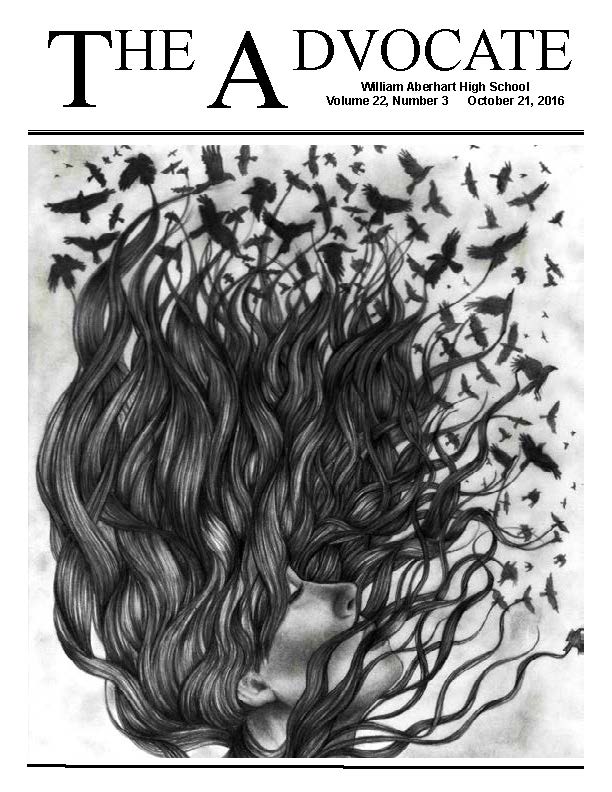 THE ADVOCATE
William Aberhart High School
Volume 22, Number 3 October 21, 2016